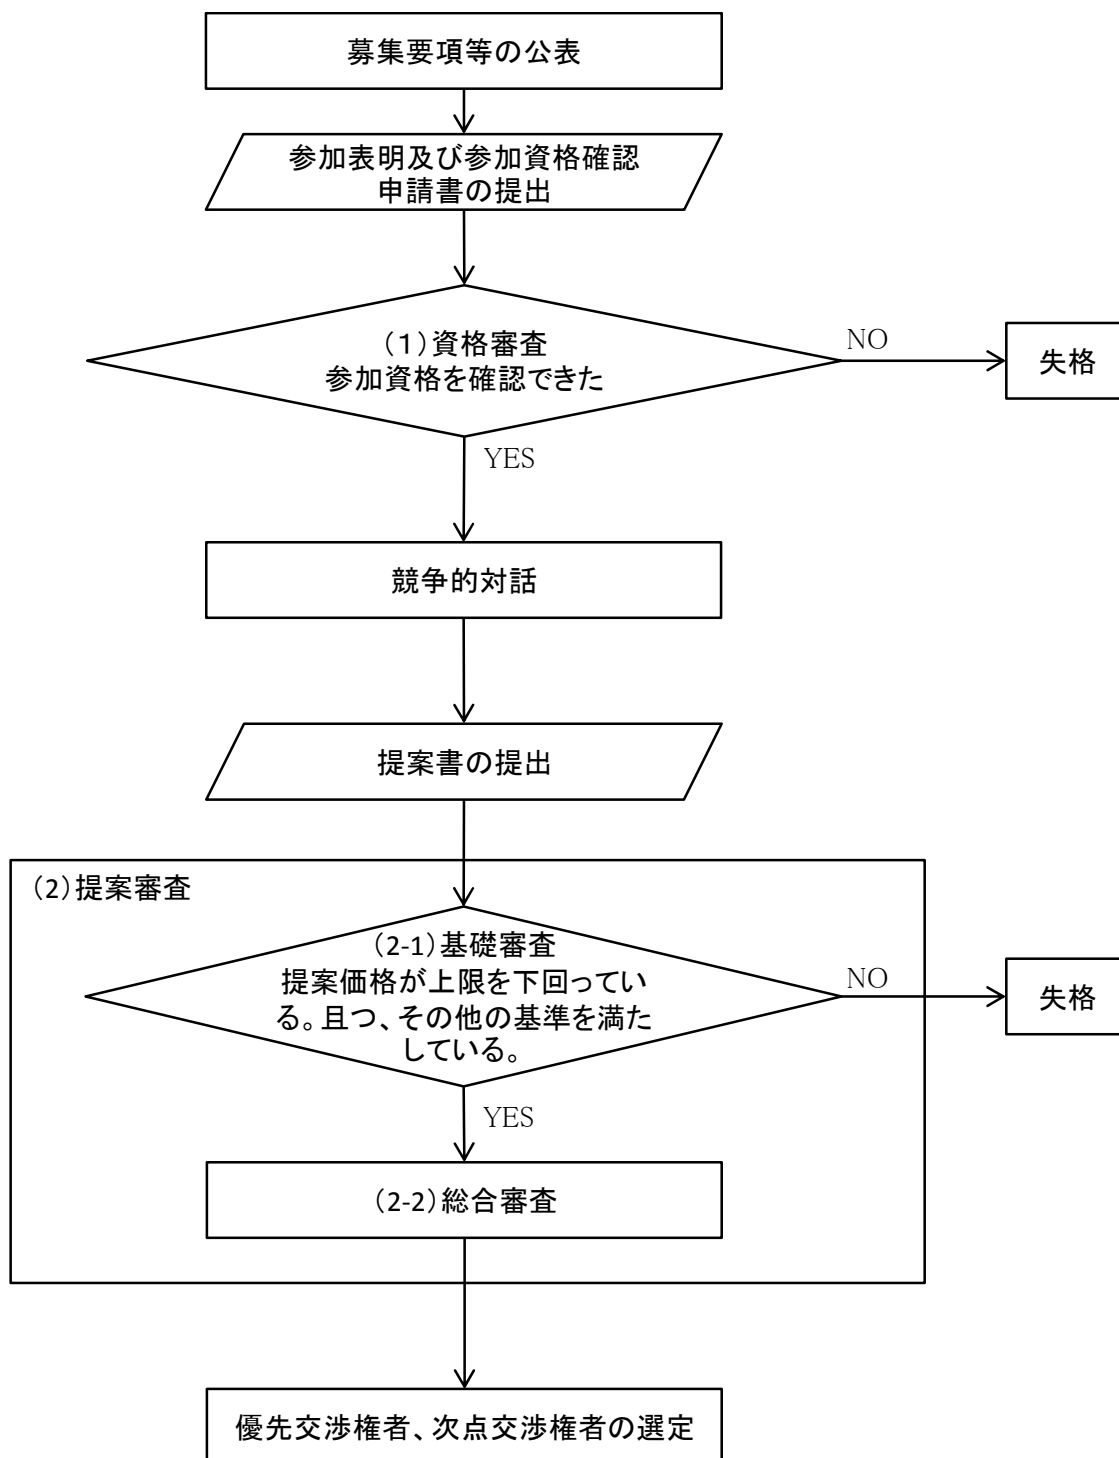 募集要項等の公表
参加表明及び参加資格確認
申請書の提出
（1）資格審査
参加資格を確認できた
NO
失格
YES
競争的対話
提案書の提出
（2）提案審査
（2-1）基礎審査
提案価格が上限を下回ってい
る。且つ、その他の基準を満た
している。
NO
失格
YES
（2-2）総合審査
優先交渉権者、次点交渉権者の選定